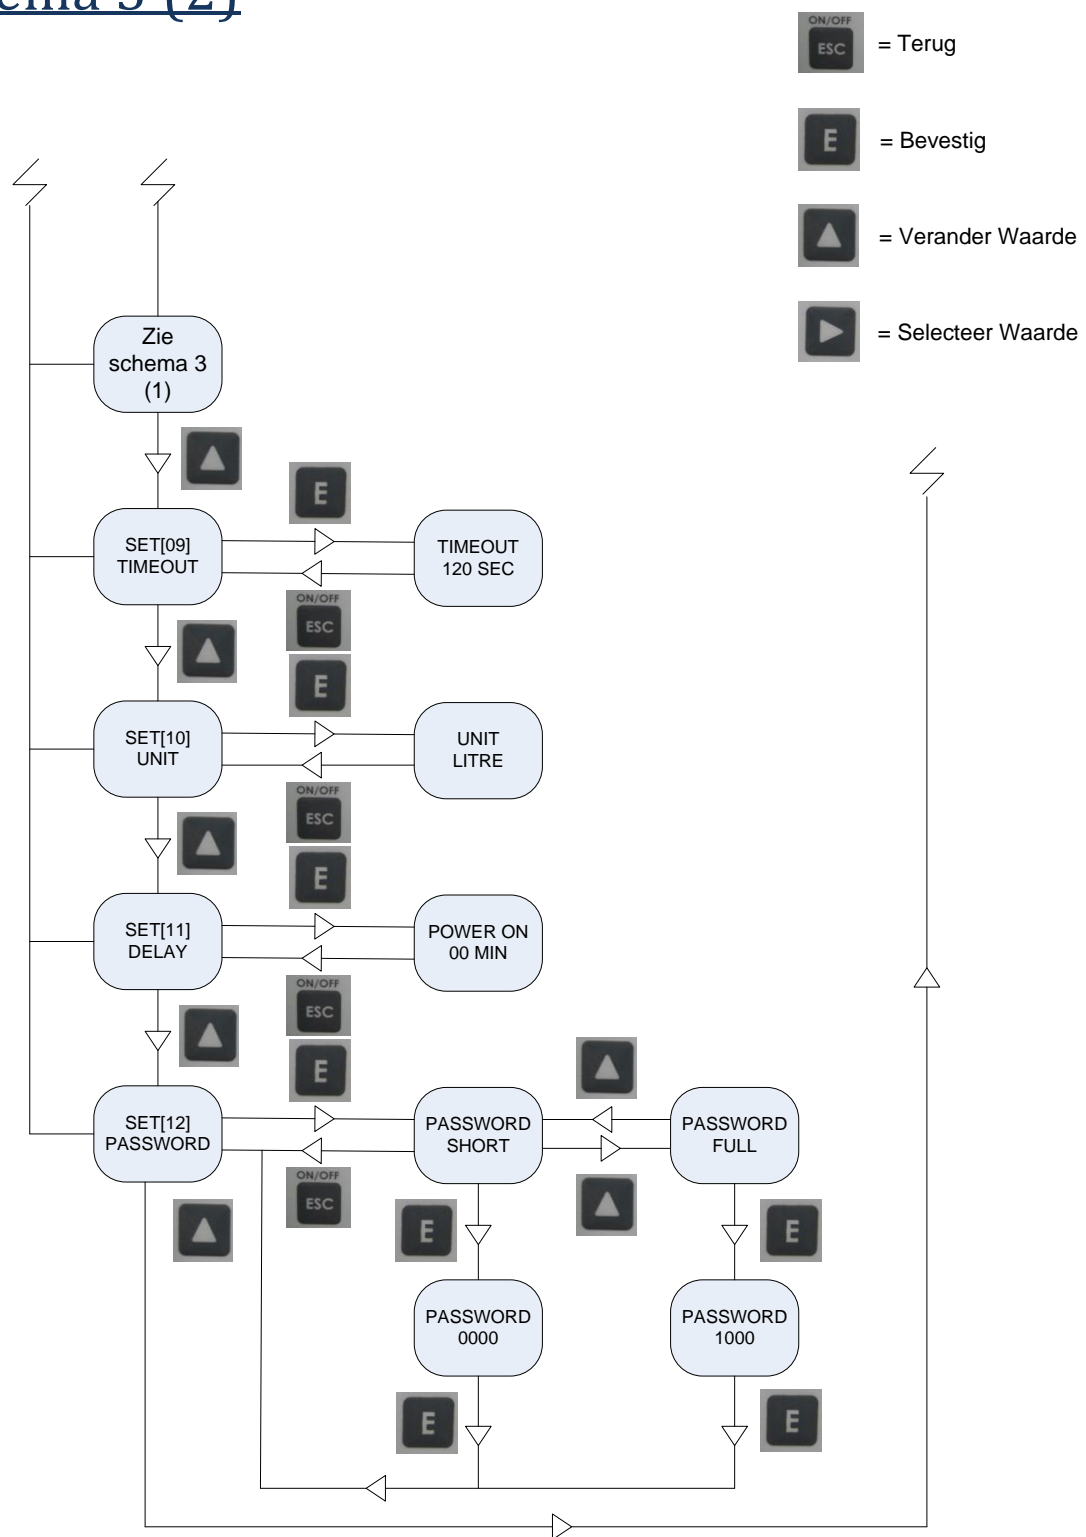 ema 3 (2)
ON/OFF
ESC
= Terug
E
= Bevestig
= Verander Waarde
= Selecteer Waarde
Zie
schema 3
(1)
E
SET[09]
TIMEOUT
TIMEOUT
120 SEC
ON/OFF
ESC
E
SET[10]
UNIT
UNIT
LITRE
ON/OFF
ESC
E
SET[11]
DELAY
POWER ON
00 MIN
ON/OFF
ESC
E
SET[12]
PASSWORD
PASSWORD
SHORT
PASSWORD
FULL
ON/OFF
ESC
E
E
PASSWORD
0000
PASSWORD
1000
E
E